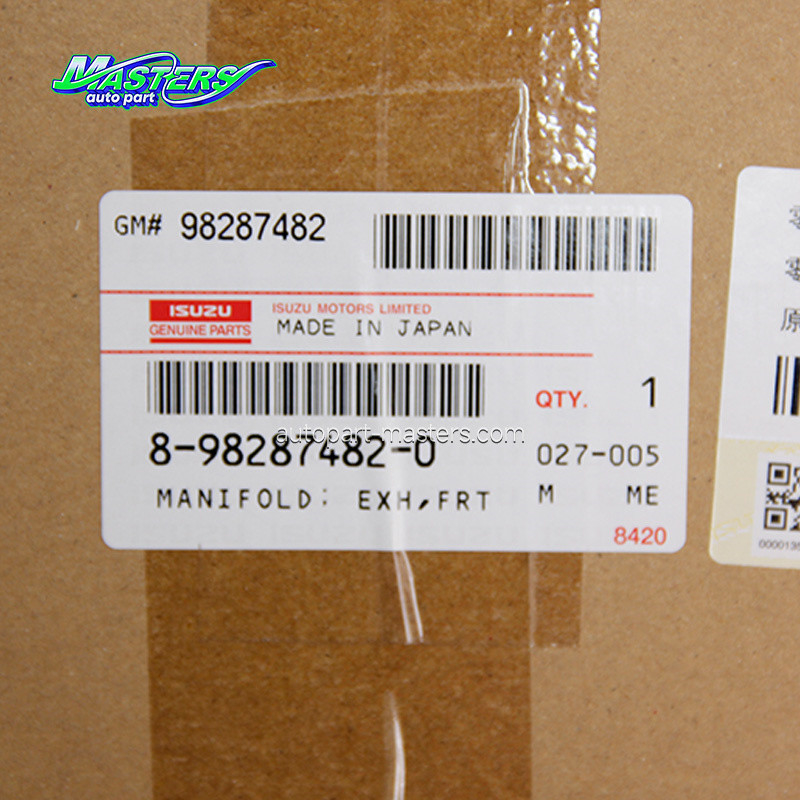 MASTERS
auto part
GM# 98287482
ISUZU
GENUINE PARTS
ISUZU MOTORS LIMITED
MADE IN JAPAN
QTY. 1
8-98287482-0
autopart-masters.com
027-005
MANIFOLD; EXH,FRT
M ME
8420
原